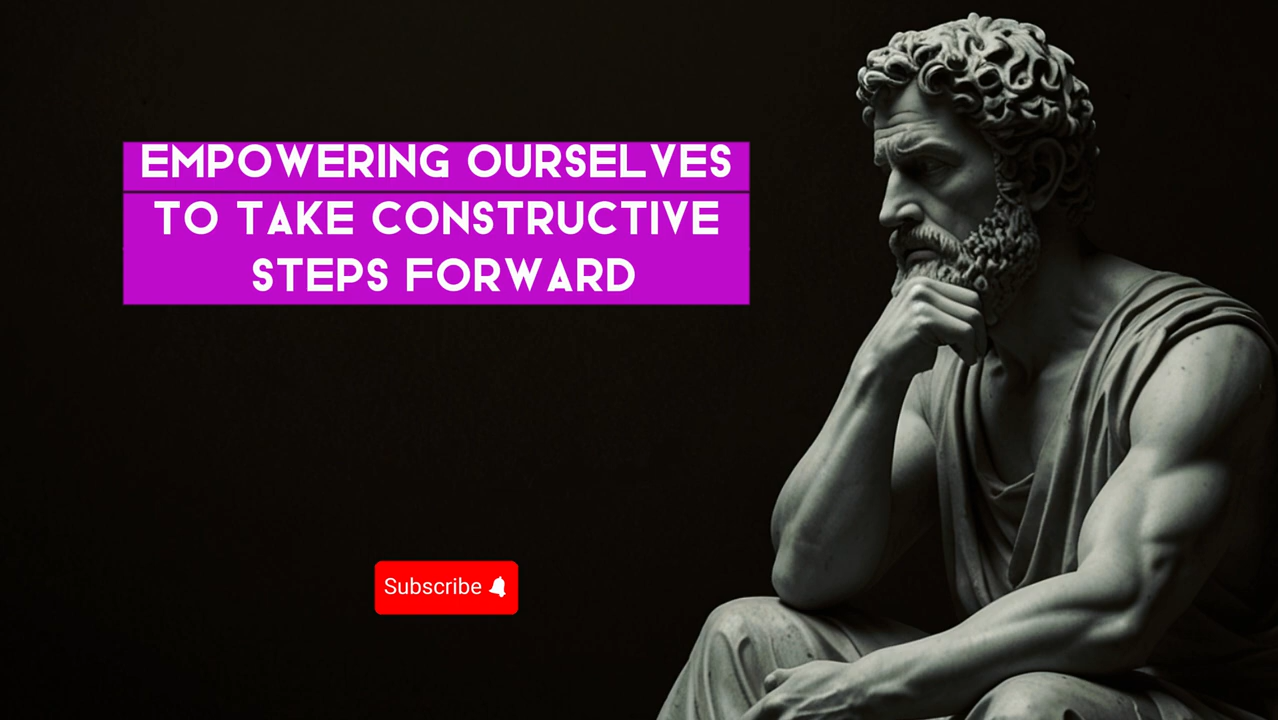 EMPOWERING OURSELVES
TO TAKE CONSTRUCTIVE
STEPS FORWARD
Subscribe